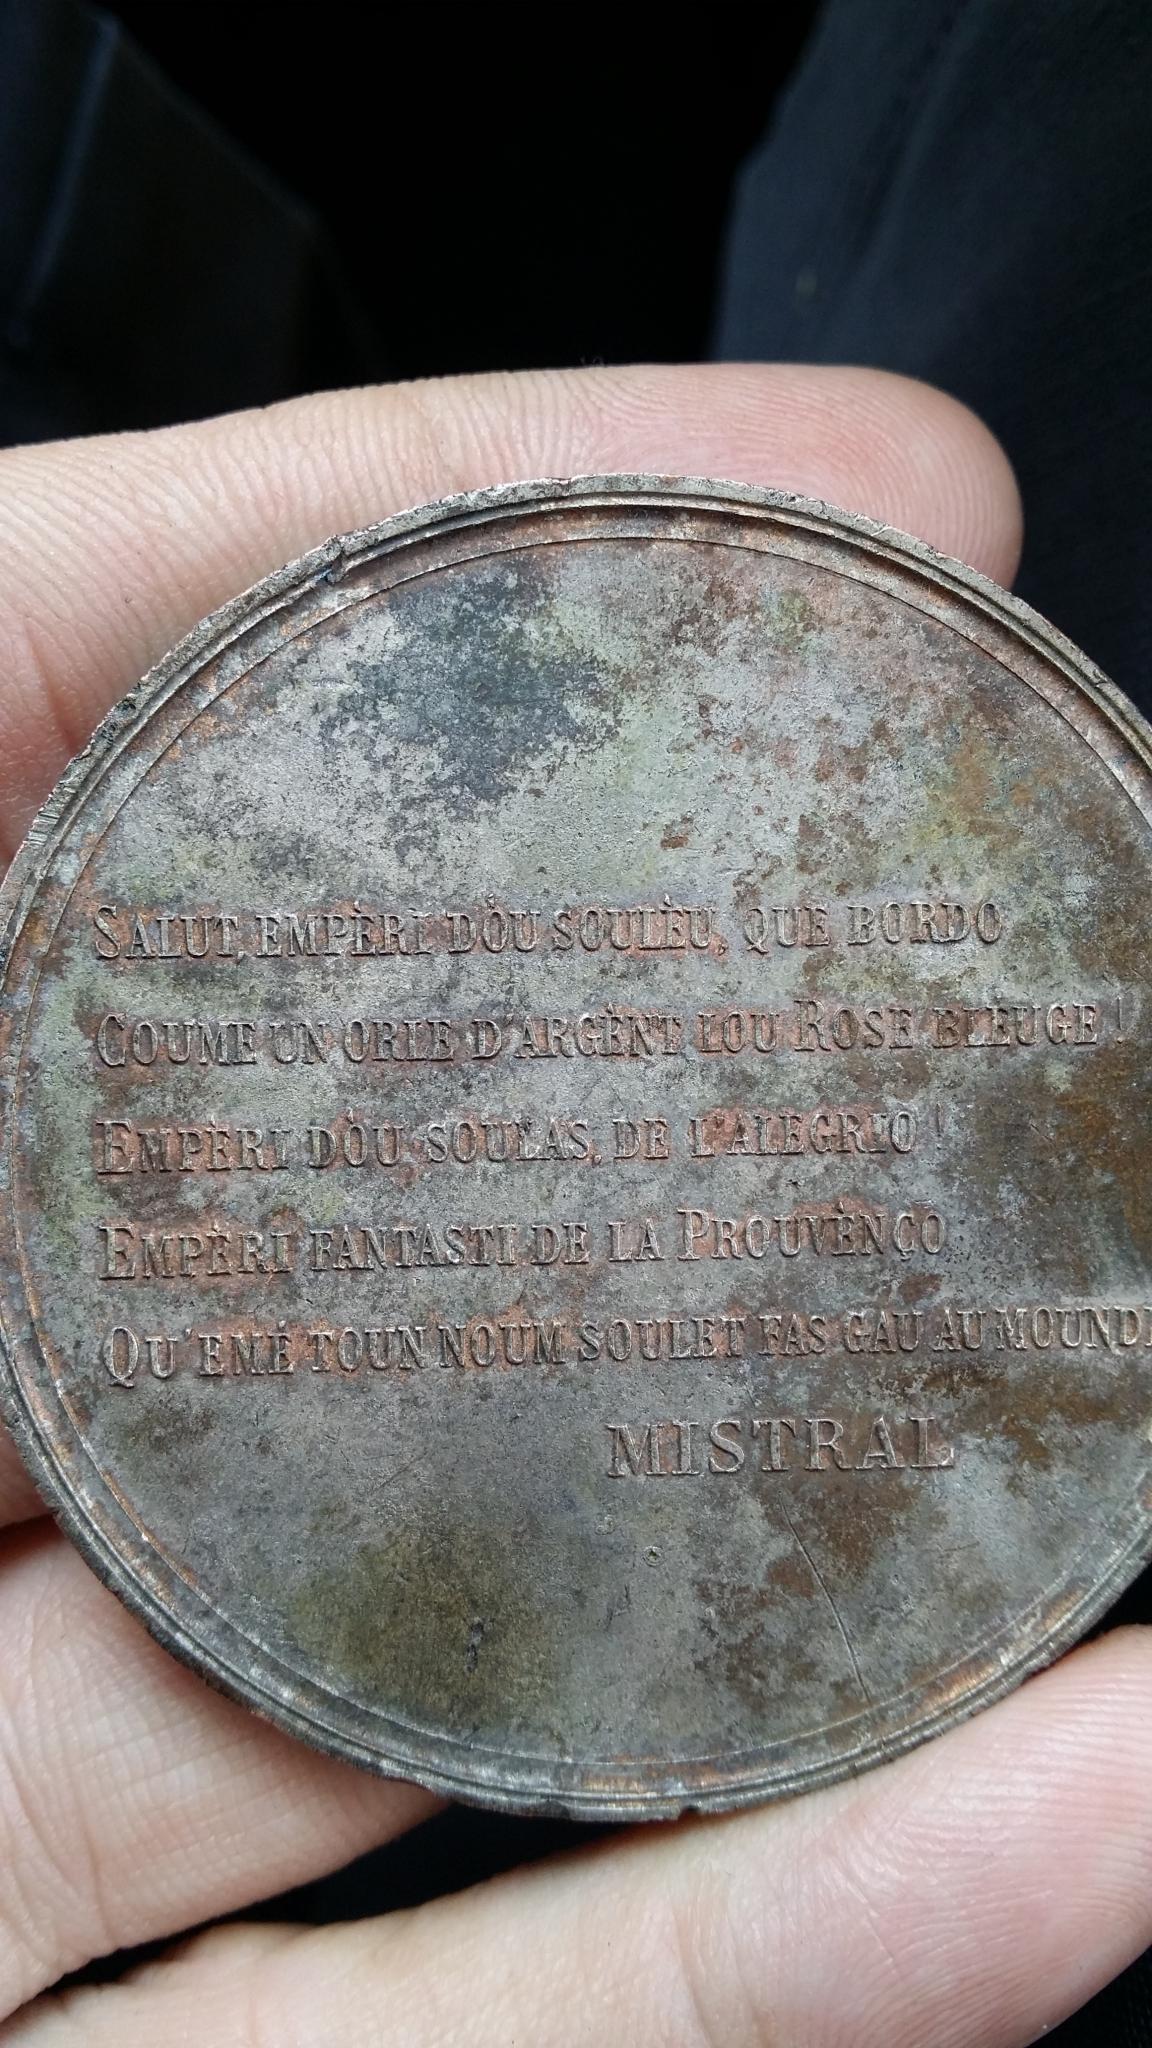 SALUT, EMPÈRI DÓU SOULÈU, QUE BORDO
COUME UN ORLE D'ARGÈNT LOU ROSE BLEUGE !
EMPÈRI DÓU SOULAS, DE L'ALEGRIO !
EMPÈRI FANTASTI DE LA PROUVÈNÇO
QU'EMÉ TOUN NOUM SOULET FAS GAU AU MOUND
MISTRAL